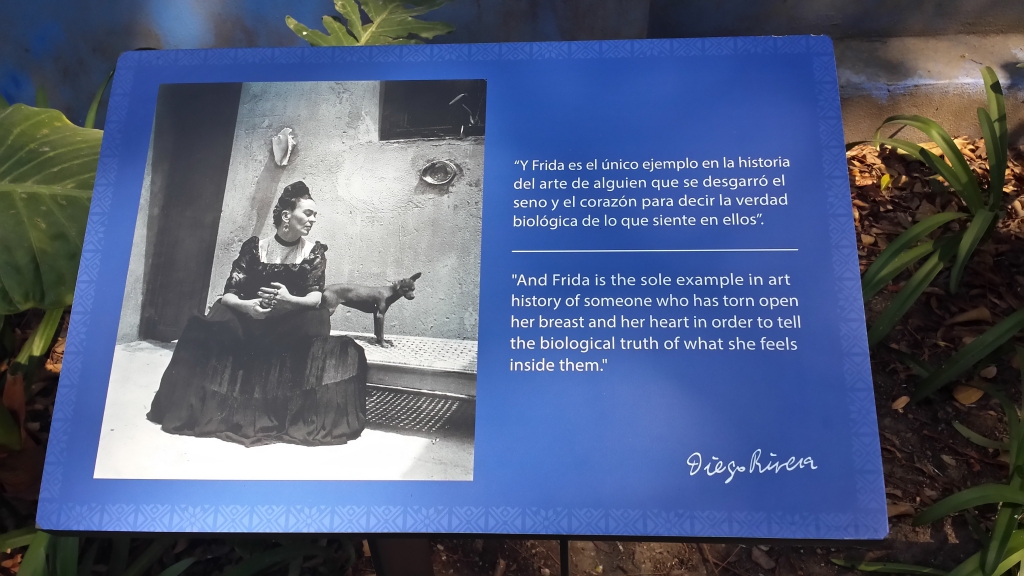 “Y Frida es el único ejemplo en la historia
del arte de alguien que se desgarró el
seno y el corazón para decir la verdad
biológica de lo que siente en ellos”.
"And Frida is the sole example in art
history of someone who has torn open
her breast and her heart in order to tell
the biological truth of what she feels
inside them."
Diego Rivera